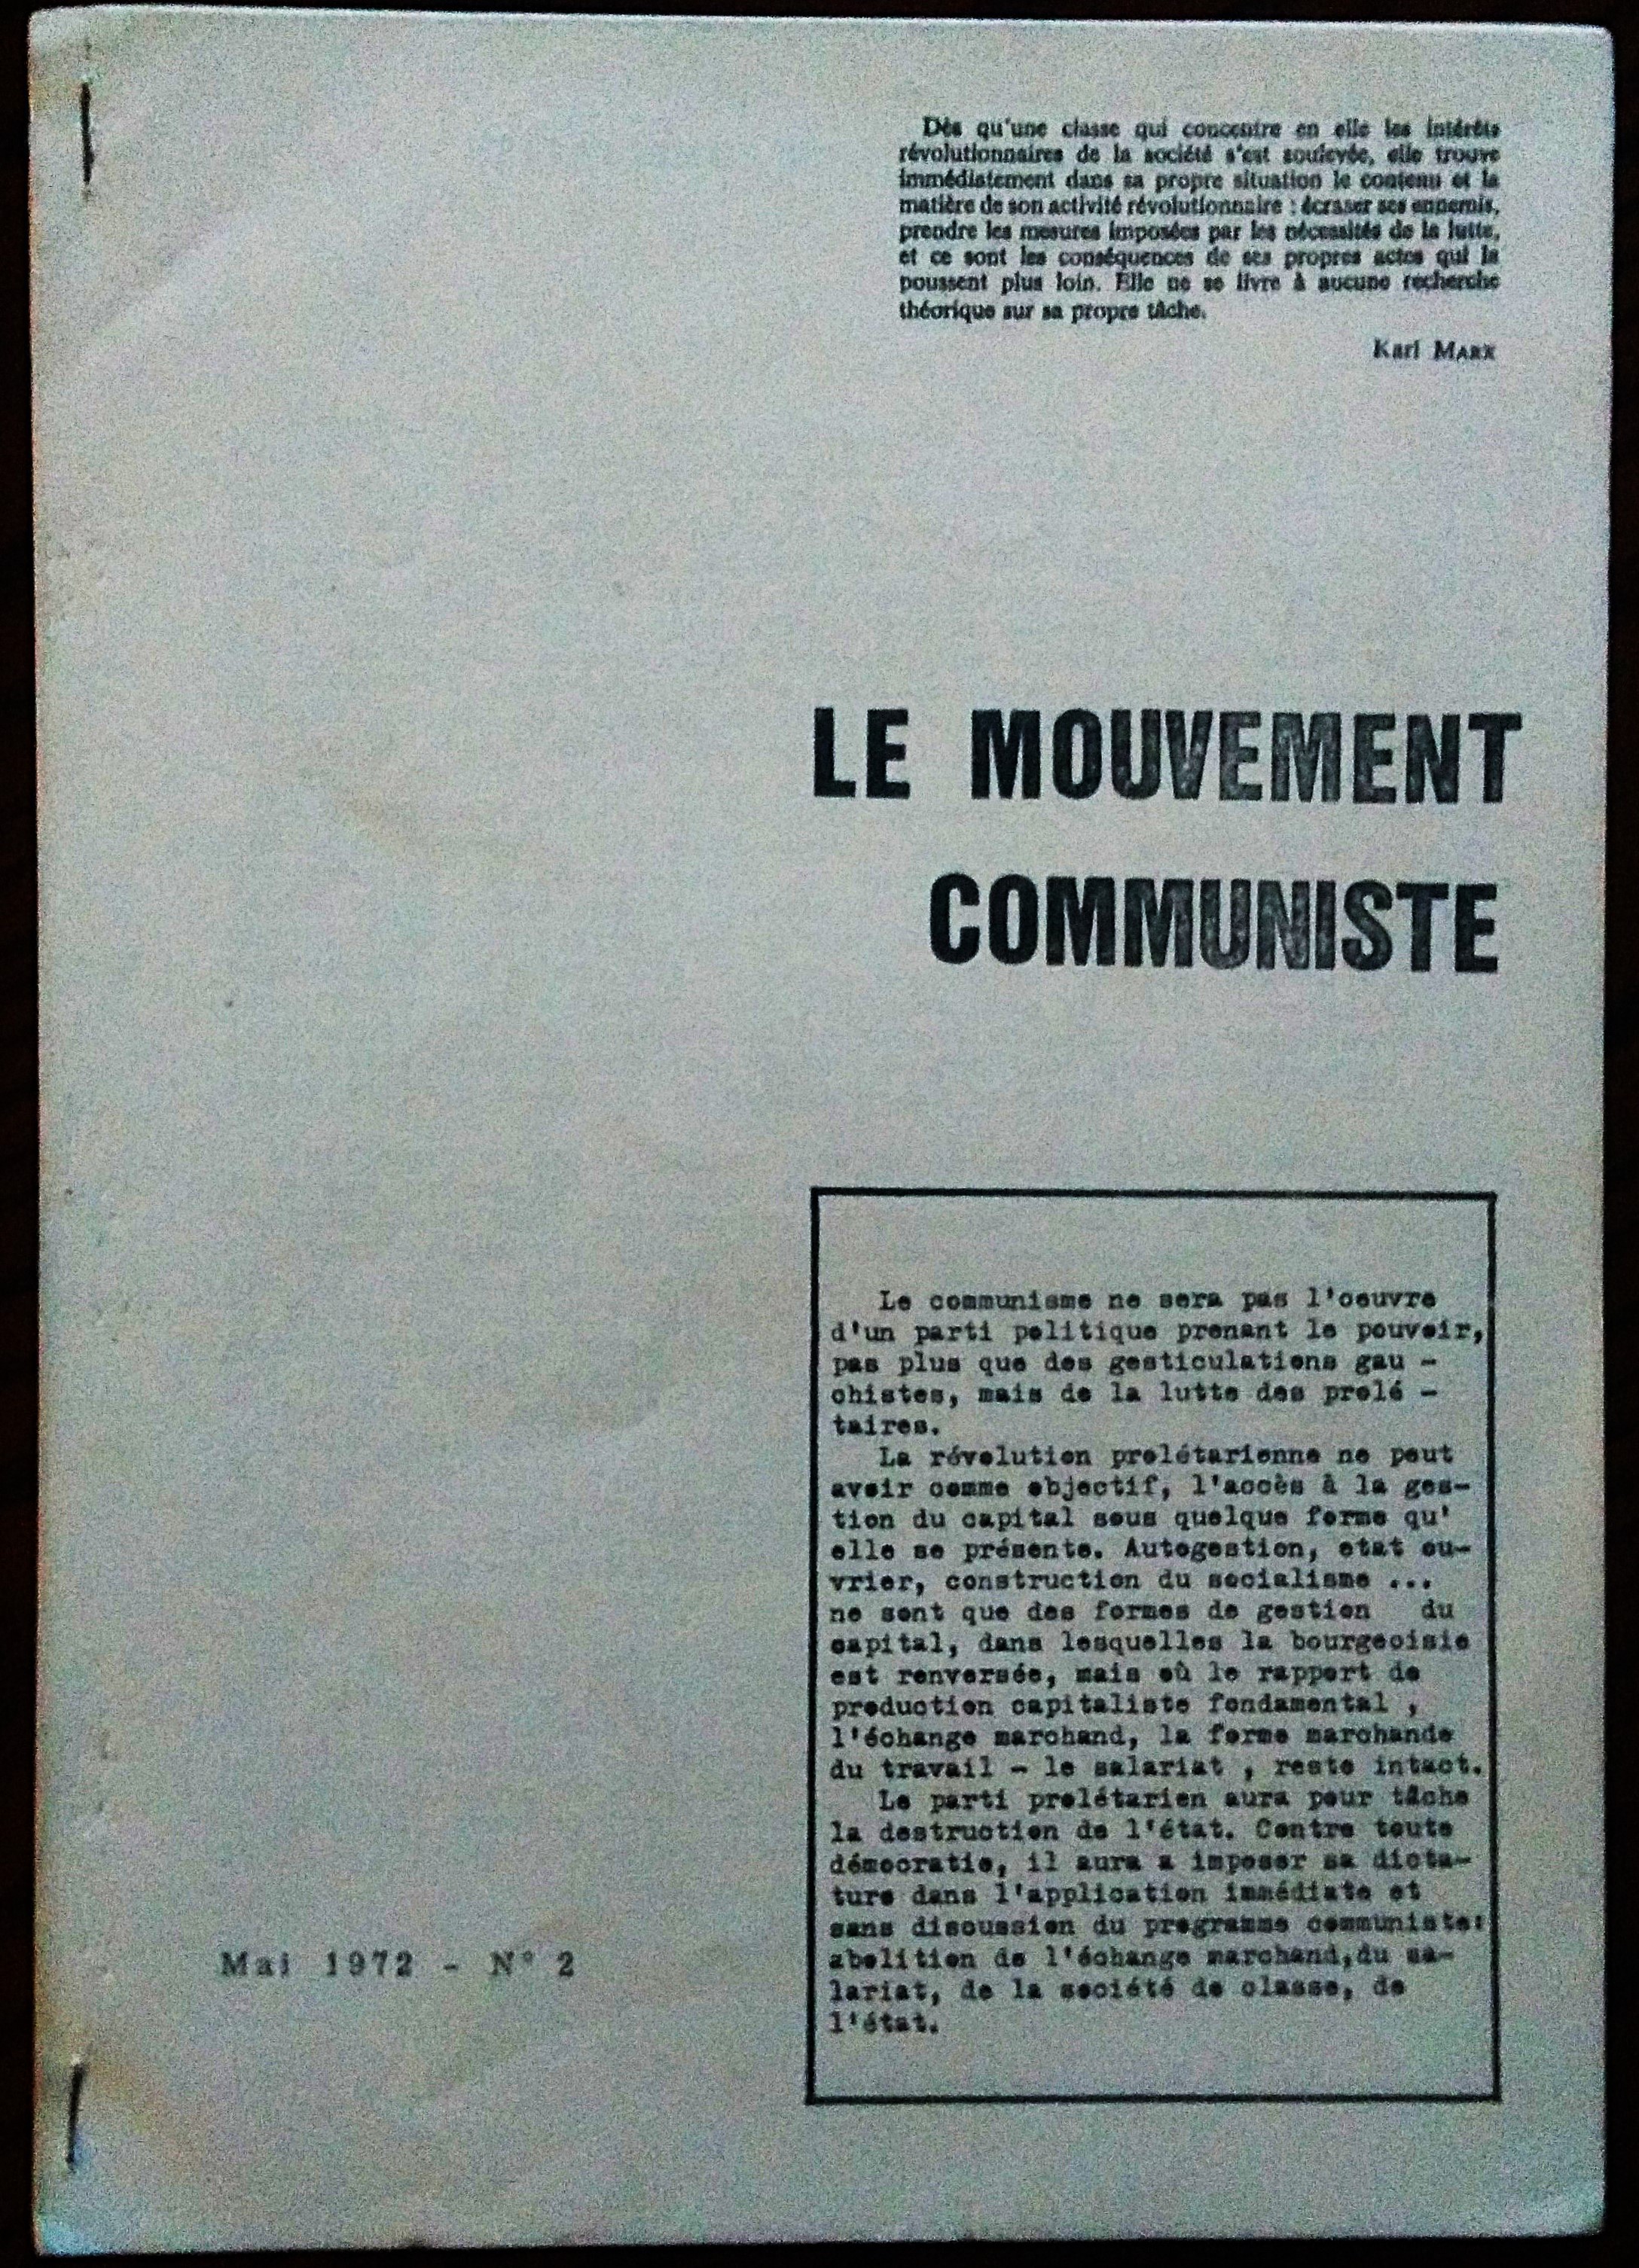 Dès qu'une classe qui concentre en elle les intérêts
révolutionnaires de la société s'est soulevée, elle trouve
immédiatement dans sa propre situation le contenu et la
matière de son activité révolutionnaire : écraser ses ennemis,
prendre les mesures imposées par les nécessités de la lutte,
et ce sont les conséquences de ses propres actes qui la
poussent plus loin. Elle ne se livre à aucune recherche
théorique sur sa propre tâche.
Karl MARX
LE MOUVEMENT
COMMUNISTE
Le communisme ne sera pas l'oeuvre
d'un parti politique prenant le pouvoir,
pas plus que des gesticulations gau -
chistes, mais de la lutte des prolé -
taires.
La révolution prolétarienne ne peut
avoir comme objectif, l'accès à la ges-
tion du capital sous quelque forme qu'
elle se présente. Autogestion, etat ou-
vrier, construction du socialisme ...
ne sont que des formes de gestion du
capital, dans lesquelles la bourgeoisie
est renversée, mais où le rapport de
production capitaliste fondamental ,
l'échange marchand, la forme marchande
du travail - le salariat , reste intact.
Le parti prolétarien aura pour tâche
la destruction de l'état. Contre toute
démocratie, il aura a imposer sa dicta-
ture dans l'application immédiate et
sans discussion du programme communiste:
abolition de l'échange marchand,du sa-
lariat, de la société de classe, de
l'état.
Mai 1972 - N° 2